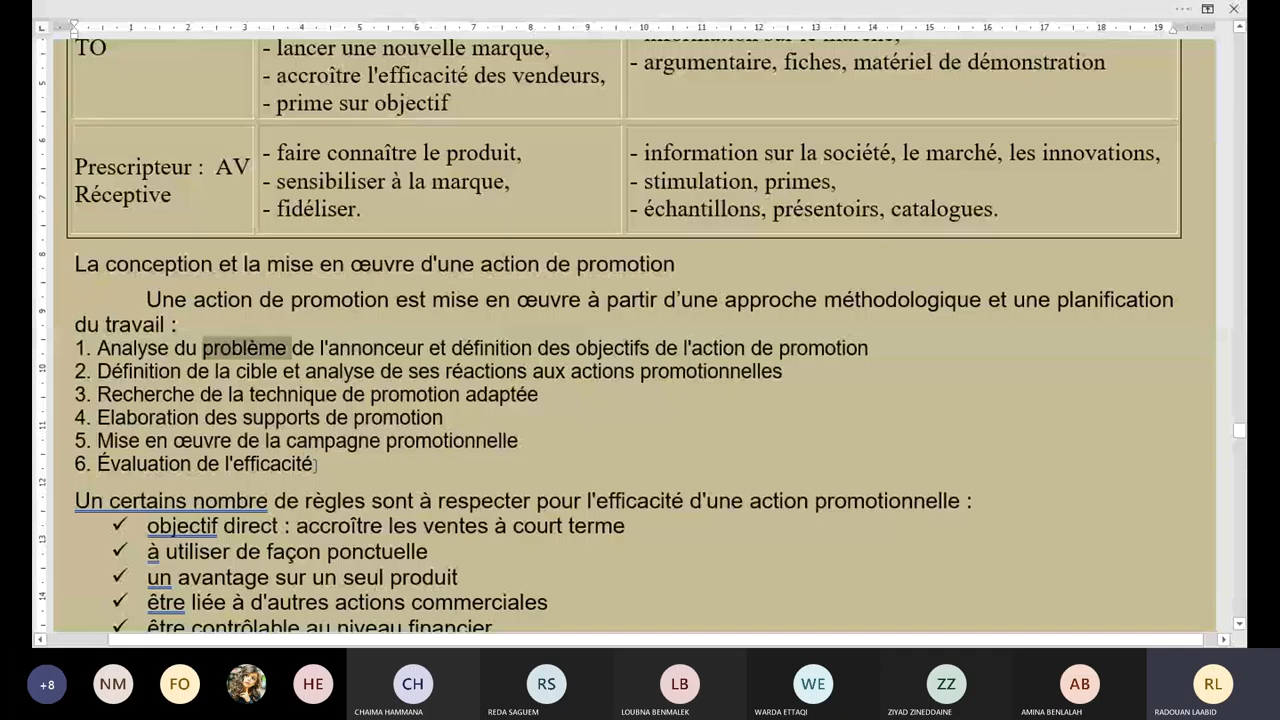 TO
- lancer une nouvelle marque,
- accroître l'efficacité des vendeurs,
- prime sur objectif
- argumentaire, fiches, matériel de démonstration
Prescripteur : AV
Réceptive
- faire connaître le produit,
- sensibiliser à la marque,
- fidéliser.
- information sur la société, le marché, les innovations,
- stimulation, primes,
- échantillons, présentoirs, catalogues.
La conception et la mise en œuvre d'une action de promotion
Une action de promotion est mise en œuvre à partir d’une approche méthodologique et une planification
du travail :
1. Analyse du problème de l'annonceur et définition des objectifs de l'action de promotion
2. Définition de la cible et analyse de ses réactions aux actions promotionnelles
3. Recherche de la technique de promotion adaptée
4. Elaboration des supports de promotion
5. Mise en œuvre de la campagne promotionnelle
6. Évaluation de l'efficacité
Un certains nombre de règles sont à respecter pour l'efficacité d'une action promotionnelle :
✓ objectif direct : accroître les ventes à court terme
✓ à utiliser de façon ponctuelle
✓ un avantage sur un seul produit
✓ être liée à d'autres actions commerciales
✓ être contrôlable au niveau financier
+8 NM FO HE CH RS LB WE ZZ AB RL
CHAIMA HAMMANA REDA SAGUEM LOUBNA BENMALEK WARDA ETTAQI ZIYAD ZINEDDAINE AMINA BENLALAH RADOUAN LAABID